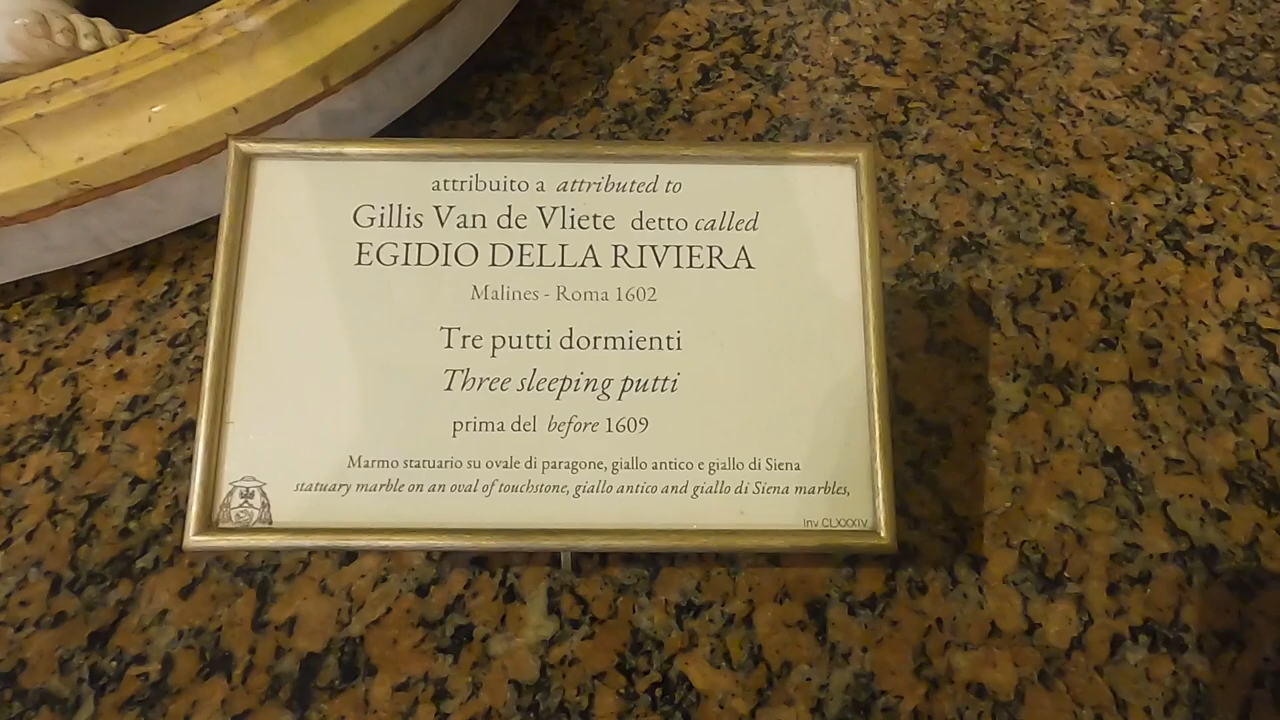 attribuito a attributed to
Gillis Van de Vliete detto called
EGIDIO DELLA RIVIERA
Malines - Roma 1602
Tre putti dormienti
Three sleeping putti
prima del before 1609
Marmo statuario su ovale di paragone, giallo antico e giallo di Siena
statuary marble on an oval of touchstone, giallo antico and giallo di Siena marbles,
Inv CLXXXIV